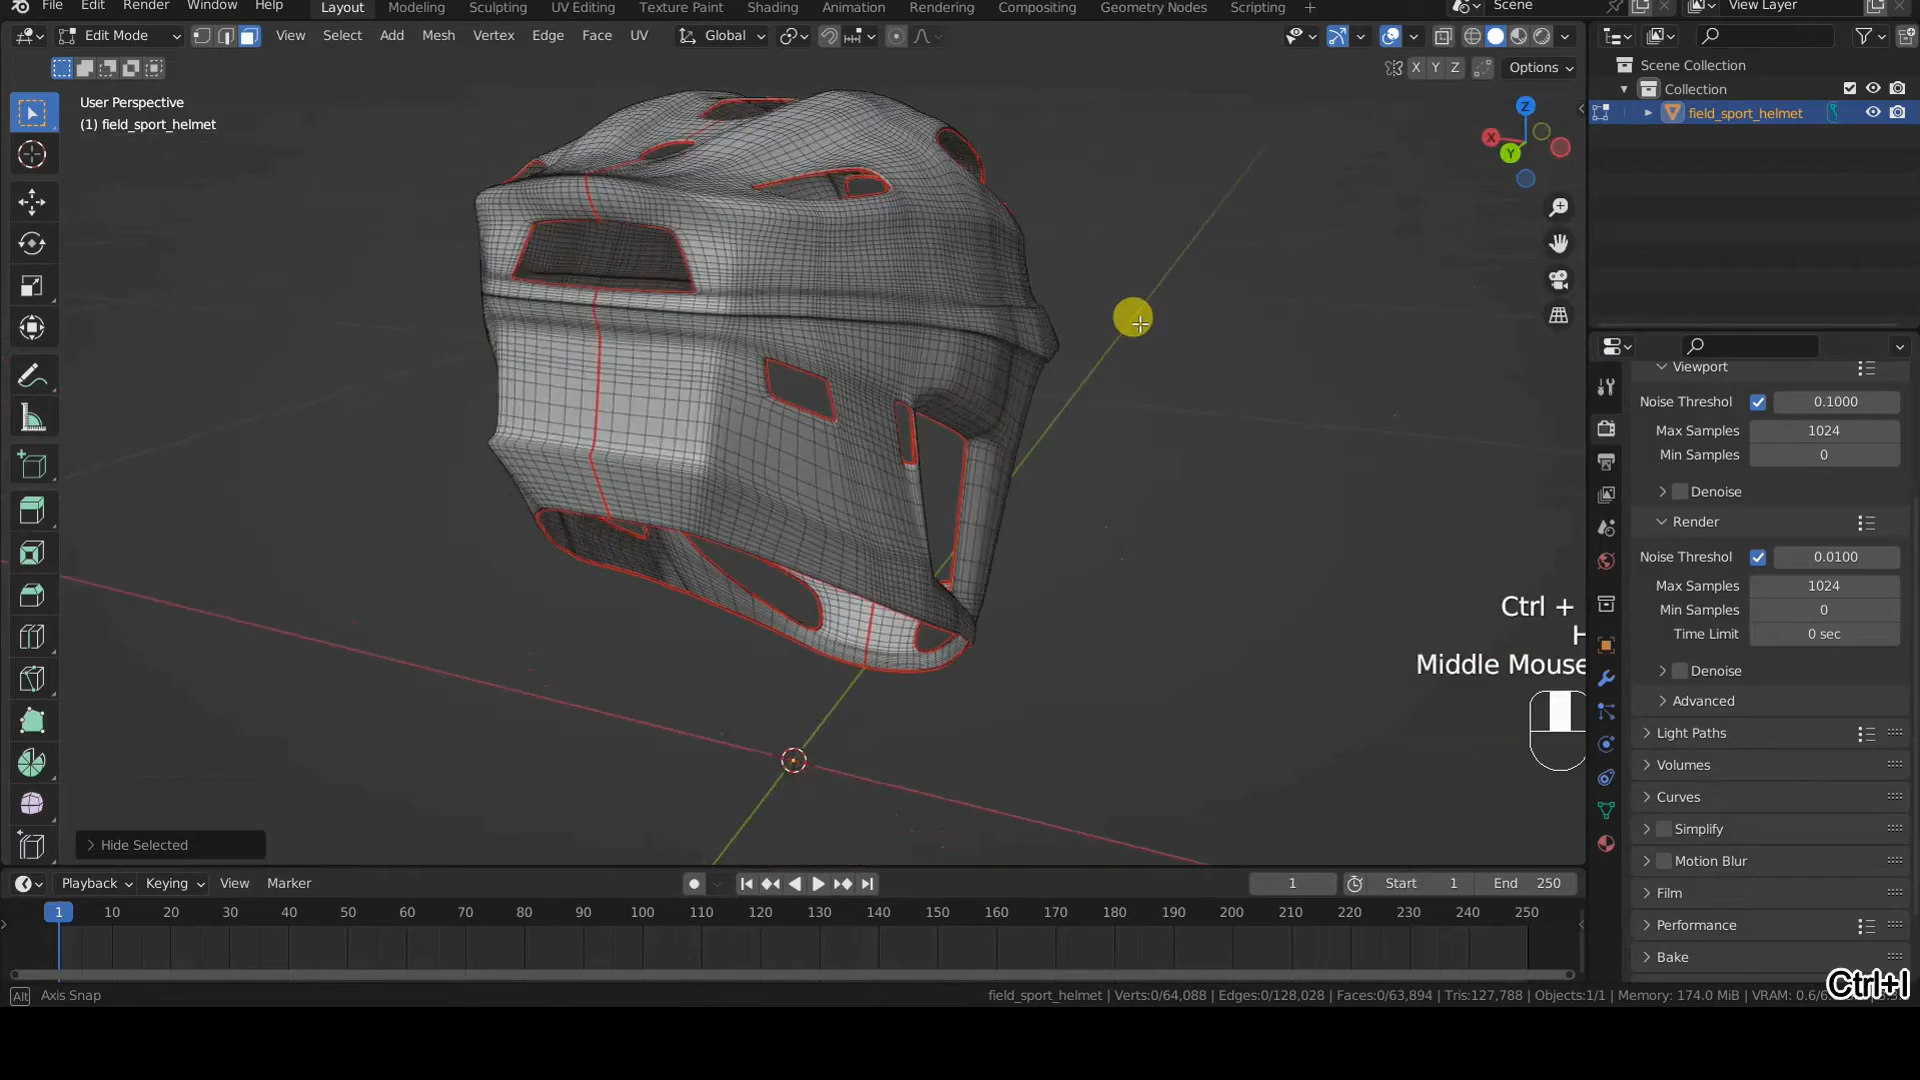 File Edit Render Window Help Layout Modeling Sculpting UV Editing Texture Paint Shading Animation Rendering Compositing Geometry Nodes Scripting + Scene View Layer
Edit Mode View Select Add Mesh Vertex Edge Face UV Global
X Y Z Options
User Perspective
(1) field_sport_helmet
Scene Collection
Collection
field_sport_helmet
Z
X
Y
Viewport
Noise Threshol 0.1000
Max Samples 1024
Min Samples 0
Denoise
Render
Noise Threshol 0.0100
Max Samples 1024
Min Samples 0
Time Limit 0 sec
Denoise
Advanced
Light Paths
Volumes
Curves
Simplify
Motion Blur
Film
Performance
Bake
Ctrl +
Middle Mouse
Hide Selected
Playback Keying View Marker 1 Start 1 End 250
1 10 20 30 40 50 60 70 80 90 100 110 120 130 140 150 160 170 180 190 200 210 220 230 240 250
Alt Axis Snap field_sport_helmet | Verts:0/64,088 | Edges:0/128,028 | Faces:0/63,894 | Tris:127,788 | Objects:1/1 | Memory: 174.0 MiB | VRAM: 0.6/
Ctrl+I